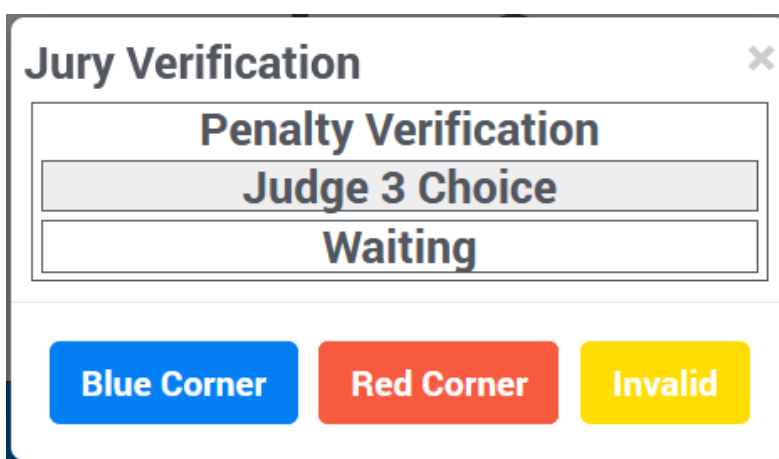 Jury Verification
×
Penalty Verification
Judge 3 Choice
Waiting
Blue Corner
Red Corner
Invalid